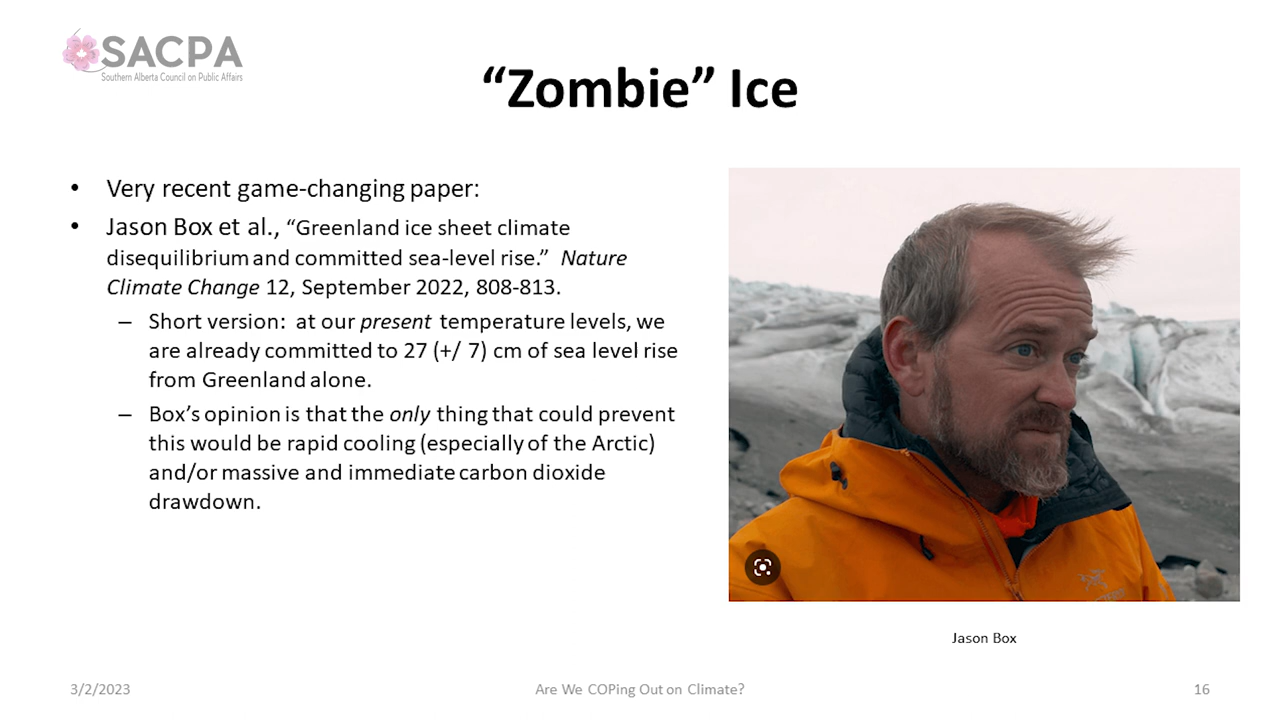 SACPA
Southern Alberta Council on Public Affairs
“Zombie” Ice
• Very recent game-changing paper:
• Jason Box et al., “Greenland ice sheet climate
disequilibrium and committed sea-level rise.” Nature
Climate Change 12, September 2022, 808-813.
– Short version: at our present temperature levels, we
are already committed to 27 (+/ 7) cm of sea level rise
from Greenland alone.
– Box’s opinion is that the only thing that could prevent
this would be rapid cooling (especially of the Arctic)
and/or massive and immediate carbon dioxide
drawdown.
Jason Box
3/2/2023
Are We COPing Out on Climate?
16